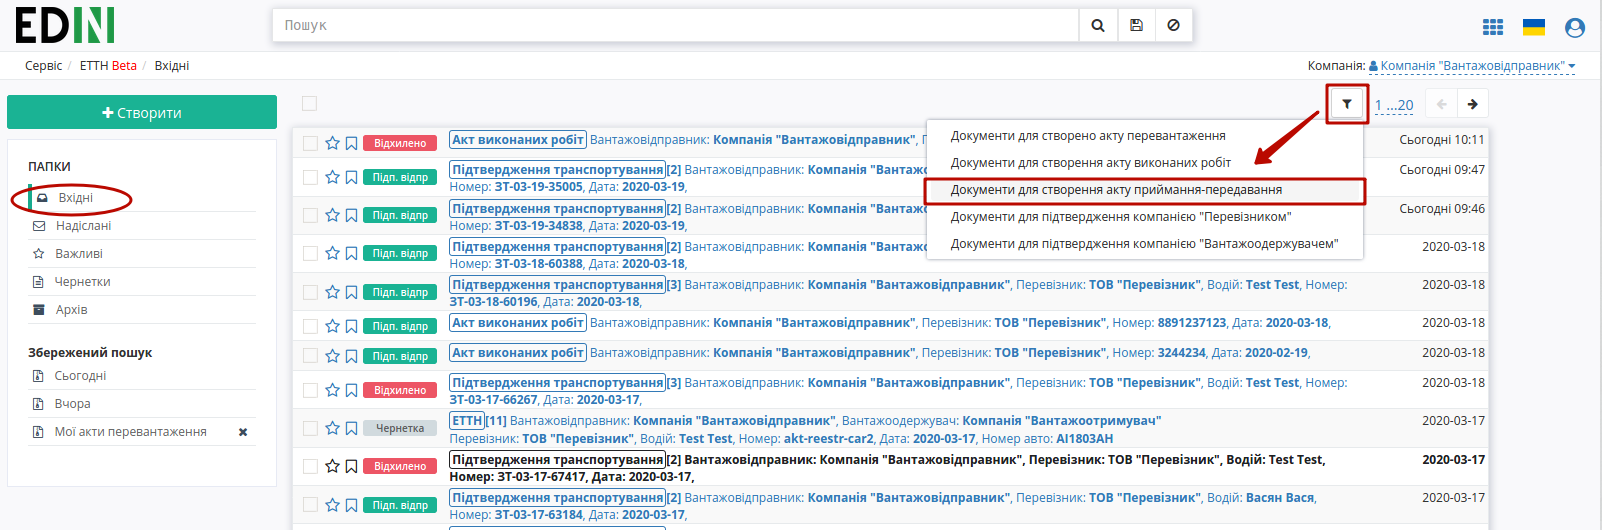 EDIN
Пошук
Сервіс / ЕТТН Beta / Вхідні
Компанія: Компанія "Вантажовідправник"
Створити
1 ...20
ПАПКИ
Вхідні
Надіслані
Важливі
Чернетки
Архів
Збережений пошук
Сьогодні
Вчора
Мої акти перевантаження
Документи для створено акту перевантаження
Документи для створення акту виконаних робіт
Документи для створення акту приймання-передавання
Документи для підтвердження компанією "Перевізником"
Документи для підтвердження компанією "Вантажоодержувачем"
Відхилено Акт виконаних робіт Вантажовідправник: Компанія "Вантажовідправник", Сьогодні 10:11
Підп. відпр Підтвердження транспортування[2] Вантажовідправник: Компанія "Вантажо Сьогодні 09:47
Номер: ЗТ-03-19-35005, Дата: 2020-03-19,
Підп. відпр Підтвердження транспортування[2] Вантажовідправник: Компанія "Вантажо Сьогодні 09:46
Номер: ЗТ-03-19-34838, Дата: 2020-03-19,
Підп. відпр Підтвердження транспортування[2] Вантажовідправник: Компанія "Вантажо 2020-03-18
Номер: ЗТ-03-18-60388, Дата: 2020-03-18,
Підп. відпр Підтвердження транспортування[3] Вантажовідправник: Компанія "Вантажовідправник", Перевізник: ТОВ "Перевізник", Водій: Test Test, Номер: 2020-03-18
ЗТ-03-18-60196, Дата: 2020-03-18,
Підп. відпр Акт виконаних робіт Вантажовідправник: Компанія "Вантажовідправник", Перевізник: ТОВ "Перевізник", Номер: 8891237123, Дата: 2020-03-18, 2020-03-18
Підп. відпр Акт виконаних робіт Вантажовідправник: Компанія "Вантажовідправник", Перевізник: ТОВ "Перевізник", Номер: 3244234, Дата: 2020-02-19, 2020-03-18
Відхилено Підтвердження транспортування[3] Вантажовідправник: Компанія "Вантажовідправник", Перевізник: ТОВ "Перевізник", Водій: Test Test, Номер: 2020-03-18
ЗТ-03-17-66267, Дата: 2020-03-17,
Чернетка ЕТТН[11] Вантажовідправник: Компанія "Вантажовідправник", Вантажоодержувач: Компанія "Вантажоотримувач" 2020-03-17
Перевізник: ТОВ "Перевізник", Водій: Test Test, Номер: akt-reestr-car2, Дата: 2020-03-17, Номер авто: AI1803AH
Відхилено Підтвердження транспортування[2] Вантажовідправник: Компанія "Вантажовідправник", Перевізник: ТОВ "Перевізник", Водій: Test Test, 2020-03-17
Номер: ЗТ-03-17-67417, Дата: 2020-03-17,
Підп. відпр Підтвердження транспортування[2] Вантажовідправник: Компанія "Вантажовідправник", Перевізник: ТОВ "Перевізник", Водій: Васян Вася, 2020-03-17
Номер: ЗТ-03-17-63184, Дата: 2020-03-17,